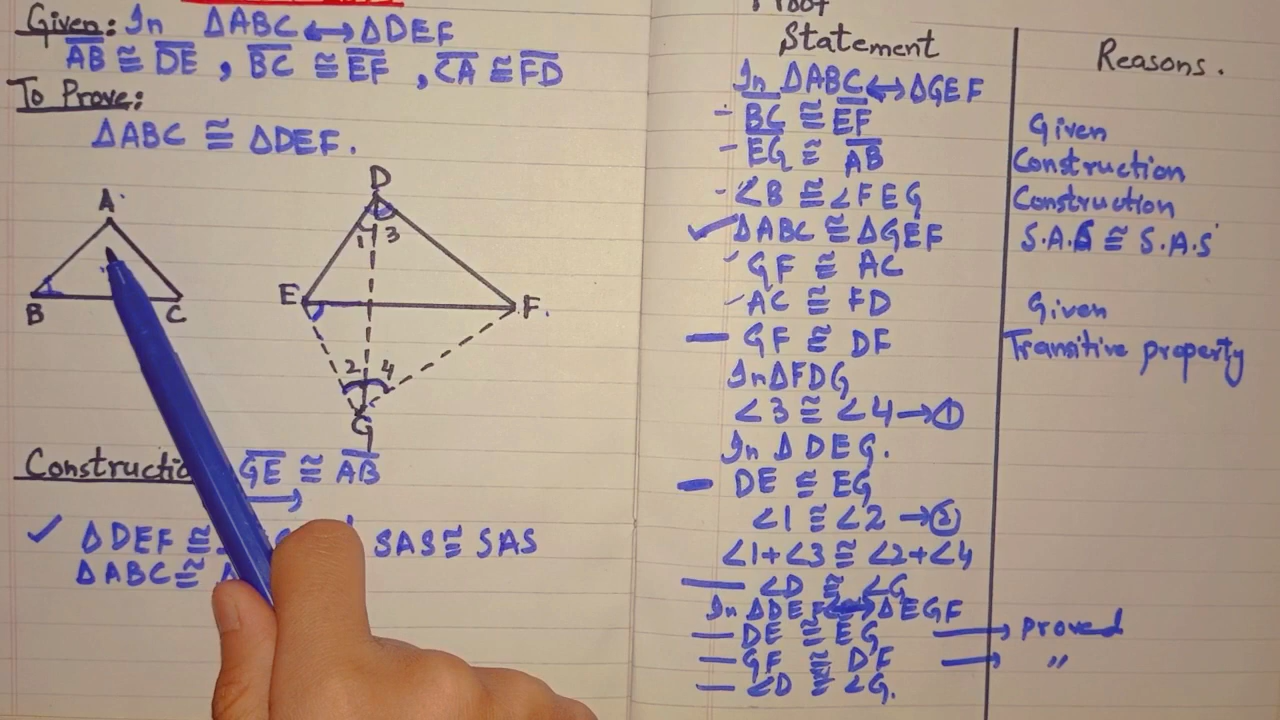 Given: In ΔABC ↔ ΔDEF
AB ≅ DE , BC ≅ EF , CA ≅ FD
To Prove:
ΔABC ≅ ΔDEF.
A
B
C
D
1
3
E
F.
2
4
G
GE ≅ AB
ΔDEF ≅
SAS ≅ SAS
ΔABC ≅
Proof
Statement
Reasons.
In ΔABC ↔ ΔGEF
- BC ≅ EF
Given
- EG ≅ AB
Construction
- ∠B ≅ ∠FEG
Construction
✓ ΔABC ≅ ΔGEF
S.A.S ≅ S.A.S
GF ≅ AC
AC ≅ FD
Given
— GF ≅ DF
Transitive property
In ΔFDG
∠3 ≅ ∠4 → ①
In ΔDEG.
— DE ≅ EG
∠1 ≅ ∠2 → ②
∠1+∠3 ≅ ∠2+∠4
— ∠D ≅ ∠G
In ΔDEF ↔ ΔEGF
— DE ≅ EG → proved
— GF ≅ DF → "
— ∠D ≅ ∠G.